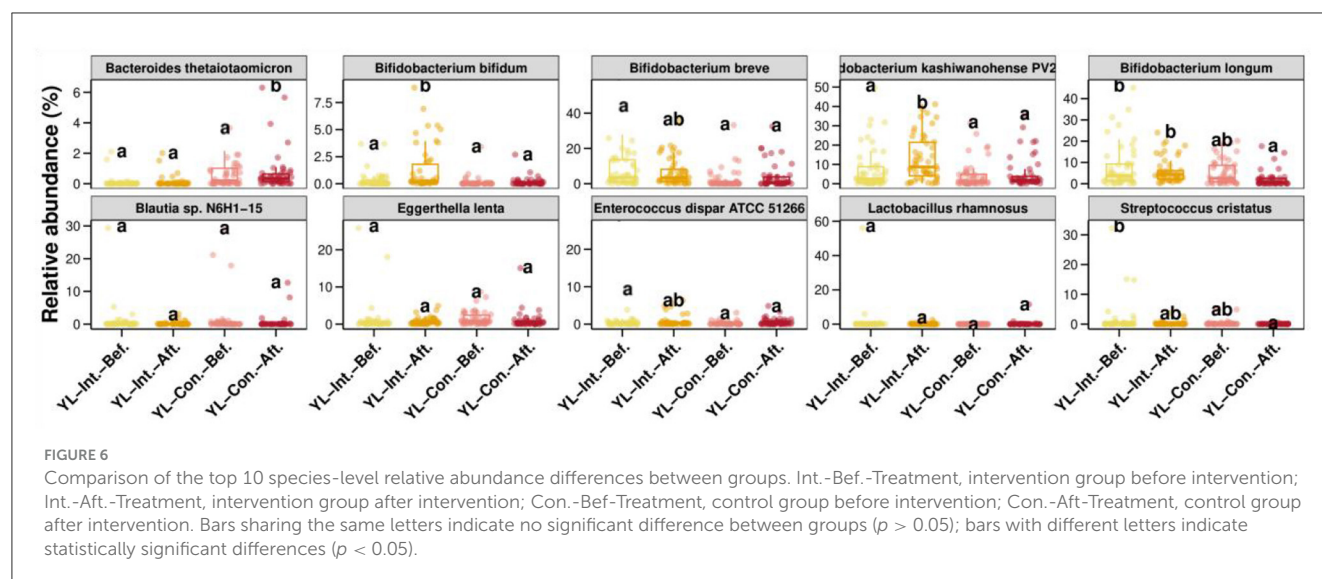 Bacteroides thetaiotaomicron
Bifidobacterium bifidum
Bifidobacterium breve
dobacterium kashiwanohense PV2
Bifidobacterium longum
Relative abundance (%)
6
4
2
0
a
a
a
b
7.5
5.0
2.5
0.0
a
b
a
a
40
20
0
a
ab
a
a
50
40
30
20
10
0
a
b
a
a
40
30
20
10
0
b
b
ab
a
Blautia sp. N6H1−15
Eggerthella lenta
Enterococcus dispar ATCC 51266
Lactobacillus rhamnosus
Streptococcus cristatus
30
20
10
0
a
a
a
a
20
10
0
a
a
a
a
20
10
0
a
ab
a
a
60
40
20
0
a
a
a
a
30
20
10
0
b
ab
ab
a
YL−Int.−Bef.
YL−Int.−Aft.
YL−Con.−Bef.
YL−Con.−Aft.
YL−Int.−Bef.
YL−Int.−Aft.
YL−Con.−Bef.
YL−Con.−Aft.
YL−Int.−Bef.
YL−Int.−Aft.
YL−Con.−Bef.
YL−Con.−Aft.
YL−Int.−Bef.
YL−Int.−Aft.
YL−Con.−Bef.
YL−Con.−Aft.
YL−Int.−Bef.
YL−Int.−Aft.
YL−Con.−Bef.
YL−Con.−Aft.
FIGURE 6
Comparison of the top 10 species-level relative abundance differences between groups. Int.-Bef.-Treatment, intervention group before intervention;
Int.-Aft.-Treatment, intervention group after intervention; Con.-Bef-Treatment, control group before intervention; Con.-Aft-Treatment, control group
after intervention. Bars sharing the same letters indicate no significant difference between groups (p > 0.05); bars with different letters indicate
statistically significant differences (p < 0.05).